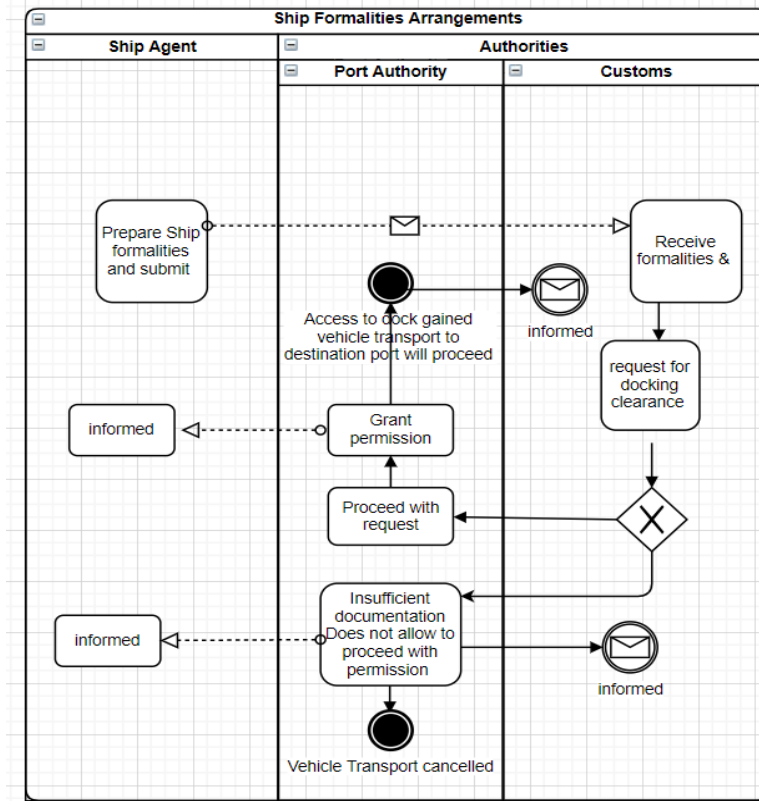 Ship Formalities Arrangements
Ship Agent
Authorities
Port Authority
Customs
Prepare Ship
formalities
and submit
Receive
formalities &
Access to dock gained
vehicle transport to
destination port will proceed
informed
request for
docking
clearance
informed
Grant
permission
Proceed with
request
Insufficient
documentation
Does not allow to
proceed with
permission
informed
informed
Vehicle Transport cancelled